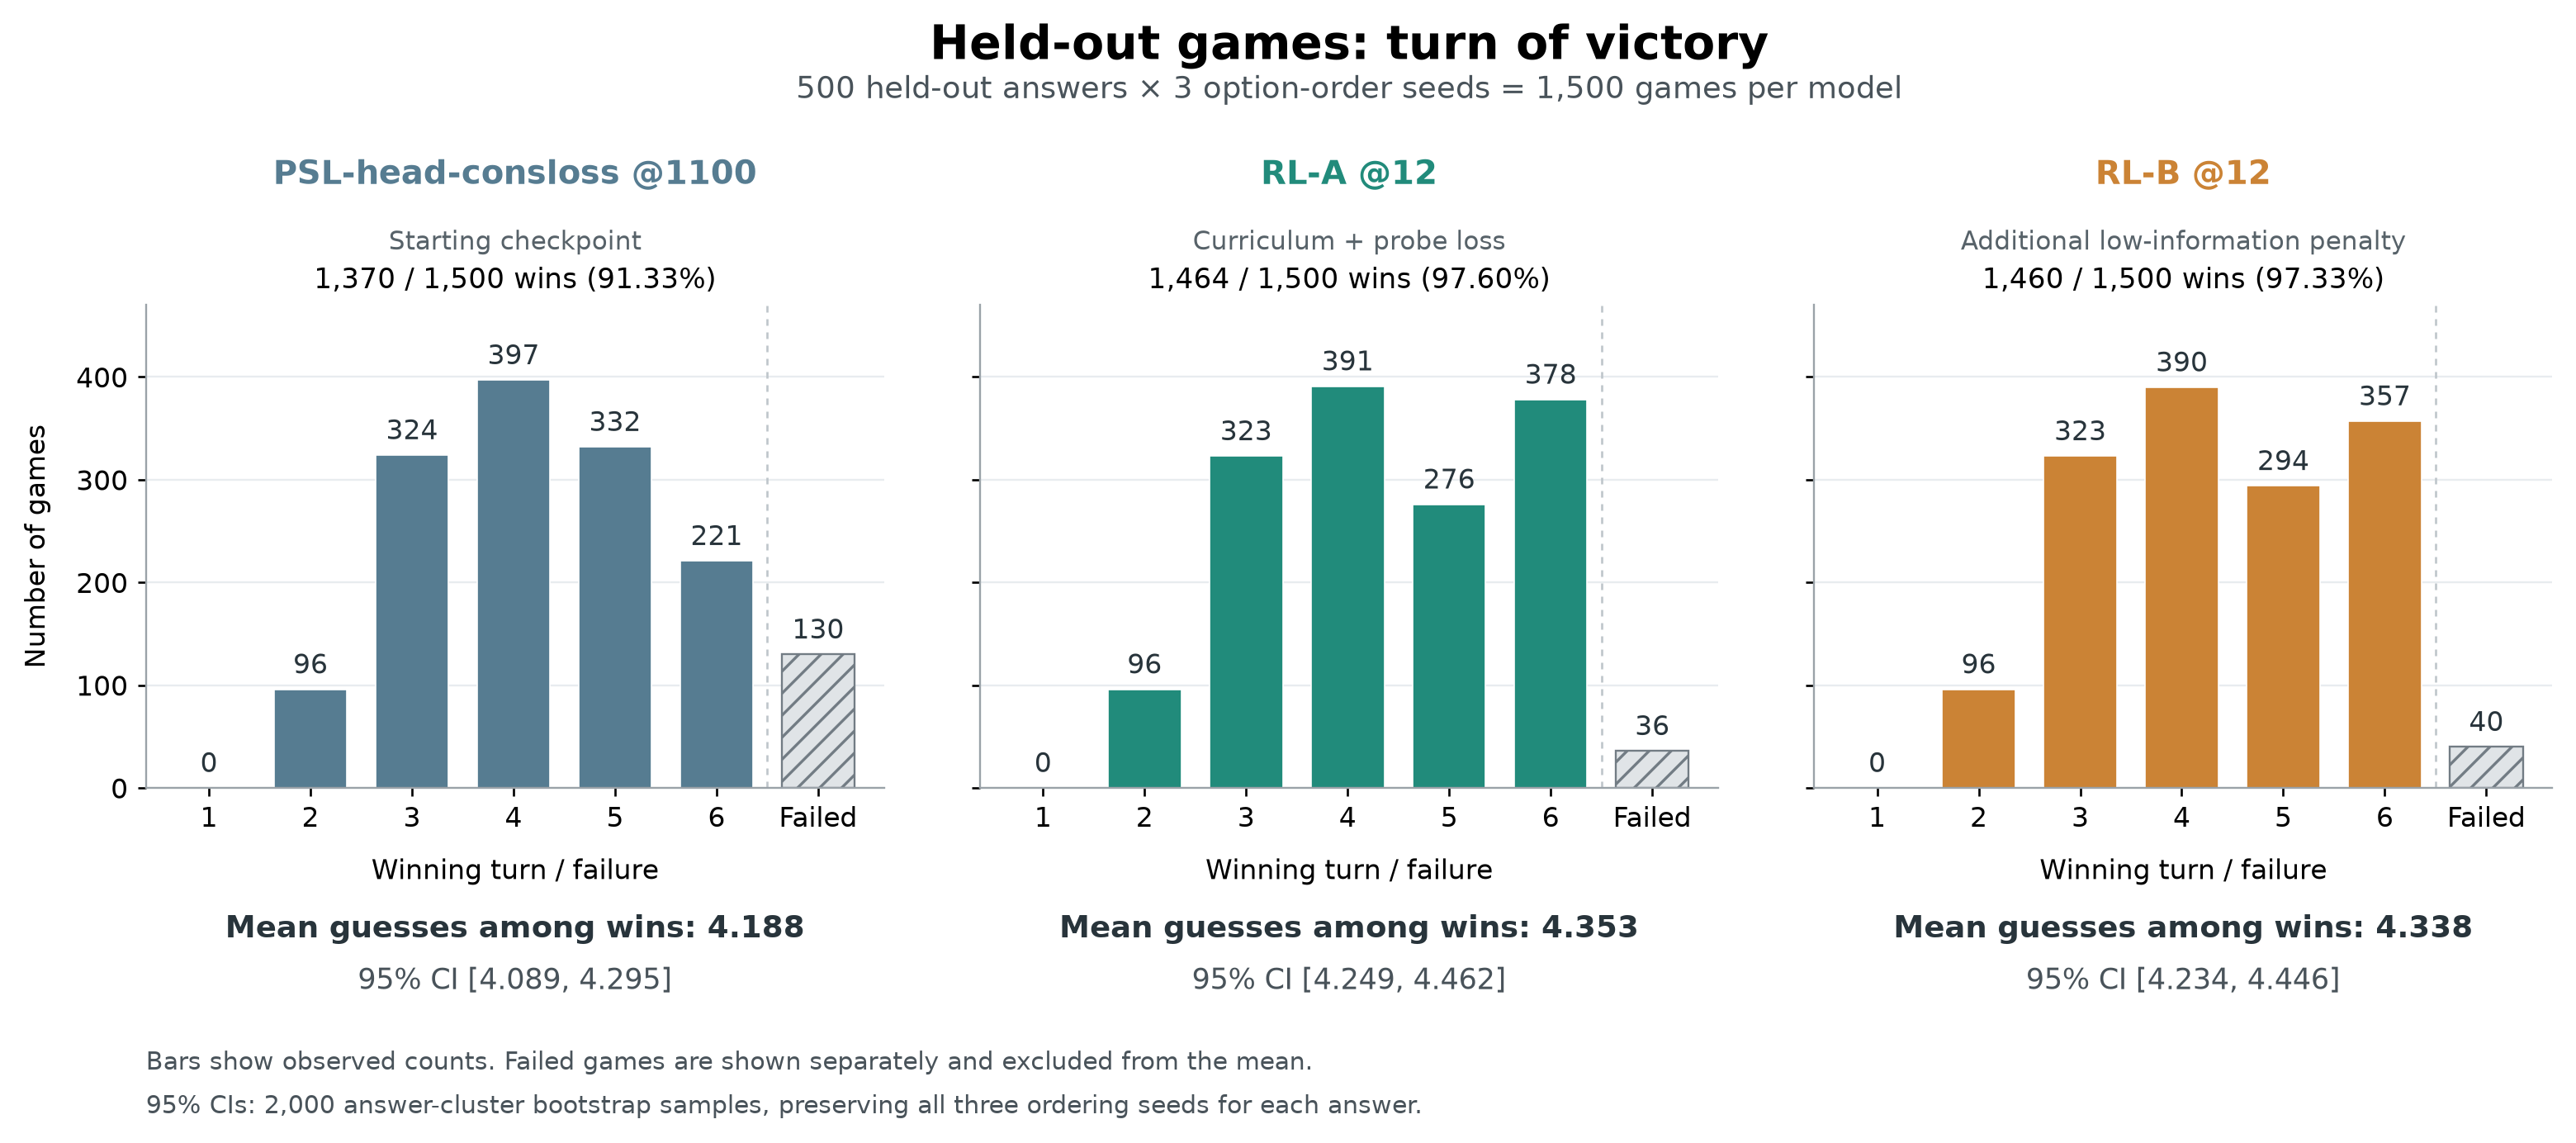 Held-out games: turn of victory
500 held-out answers × 3 option-order seeds = 1,500 games per model
PSL-head-consloss @1100
Starting checkpoint
1,370 / 1,500 wins (91.33%)
Number of games
400
300
200
100
0
0
96
324
397
332
221
130
1 2 3 4 5 6 Failed
Winning turn / failure
Mean guesses among wins: 4.188
95% CI [4.089, 4.295]
RL-A @12
Curriculum + probe loss
1,464 / 1,500 wins (97.60%)
0
96
323
391
276
378
36
1 2 3 4 5 6 Failed
Winning turn / failure
Mean guesses among wins: 4.353
95% CI [4.249, 4.462]
RL-B @12
Additional low-information penalty
1,460 / 1,500 wins (97.33%)
0
96
323
390
294
357
40
1 2 3 4 5 6 Failed
Winning turn / failure
Mean guesses among wins: 4.338
95% CI [4.234, 4.446]
Bars show observed counts. Failed games are shown separately and excluded from the mean.
95% CIs: 2,000 answer-cluster bootstrap samples, preserving all three ordering seeds for each answer.